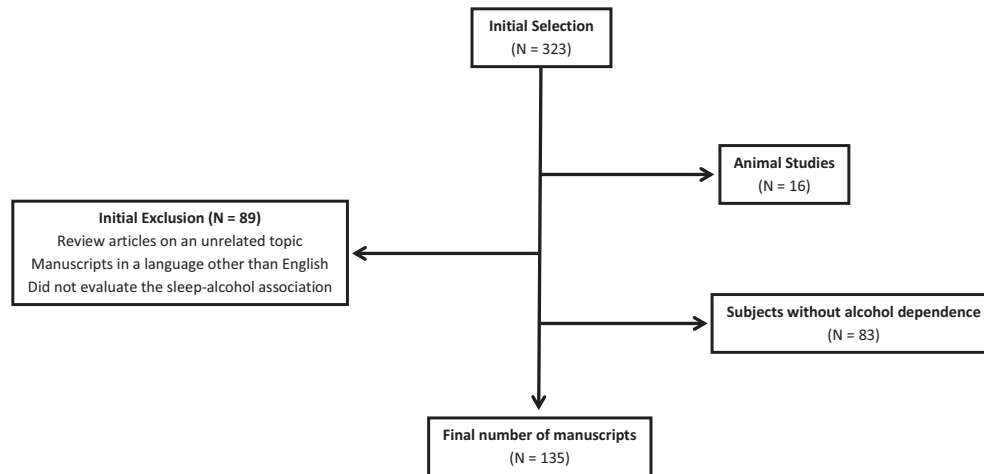 Initial Selection
(N = 323)
Animal Studies
(N = 16)
Initial Exclusion (N = 89)
Review articles on an unrelated topic
Manuscripts in a language other than English
Did not evaluate the sleep-alcohol association
Subjects without alcohol dependence
(N = 83)
Final number of manuscripts
(N = 135)